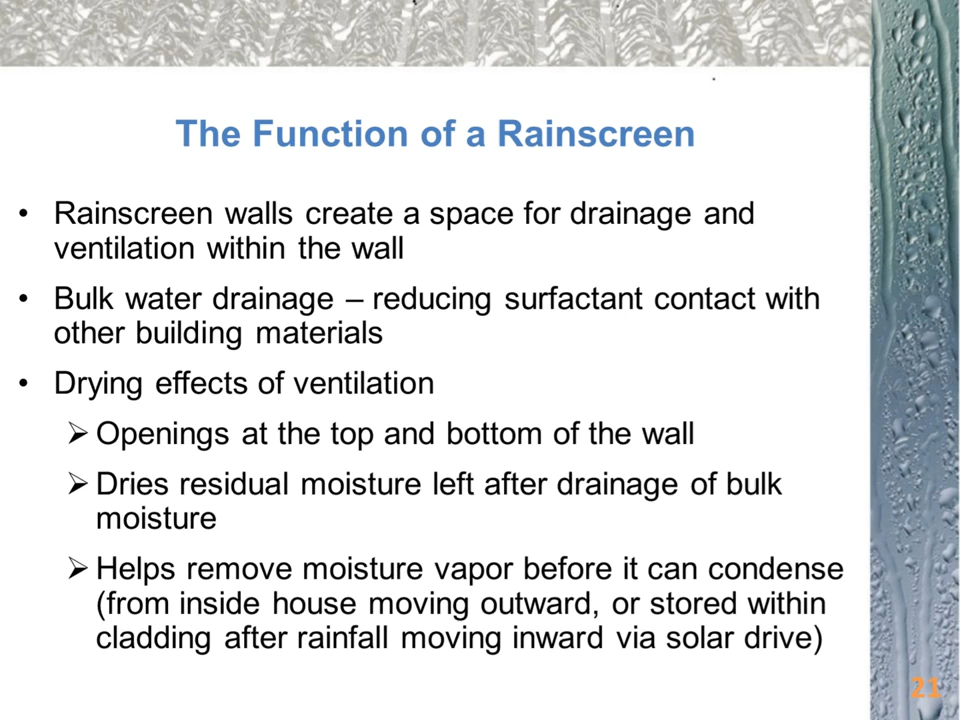 The Function of a Rainscreen
• Rainscreen walls create a space for drainage and
ventilation within the wall
• Bulk water drainage – reducing surfactant contact with
other building materials
• Drying effects of ventilation
➢ Openings at the top and bottom of the wall
➢ Dries residual moisture left after drainage of bulk
moisture
➢ Helps remove moisture vapor before it can condense
(from inside house moving outward, or stored within
cladding after rainfall moving inward via solar drive)
21